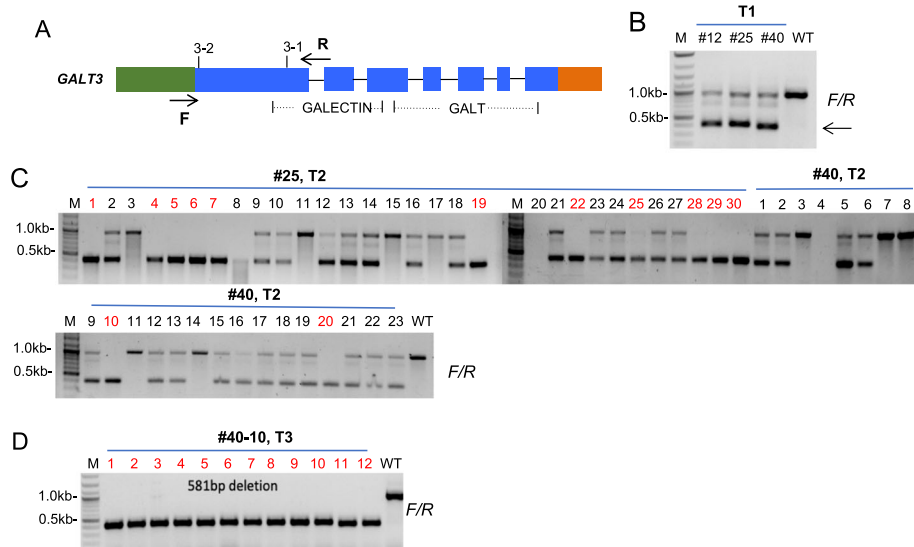 A
3-2 3-1 R
GALT3
F GALECTIN GALT
B
T1
M #12 #25 #40 WT
1.0kb-
0.5kb-
F/R
C
#25, T2 #40, T2
M 1 2 3 4 5 6 7 8 9 10 11 12 13 14 15 16 17 18 19 M 20 21 22 23 24 25 26 27 28 29 30 1 2 3 4 5 6 7 8
1.0kb-
0.5kb-
#40, T2
M 9 10 11 12 13 14 15 16 17 18 19 20 21 22 23 WT
1.0kb-
0.5kb-
F/R
D
#40-10, T3
M 1 2 3 4 5 6 7 8 9 10 11 12 WT
581bp deletion
1.0kb-
0.5kb-
F/R